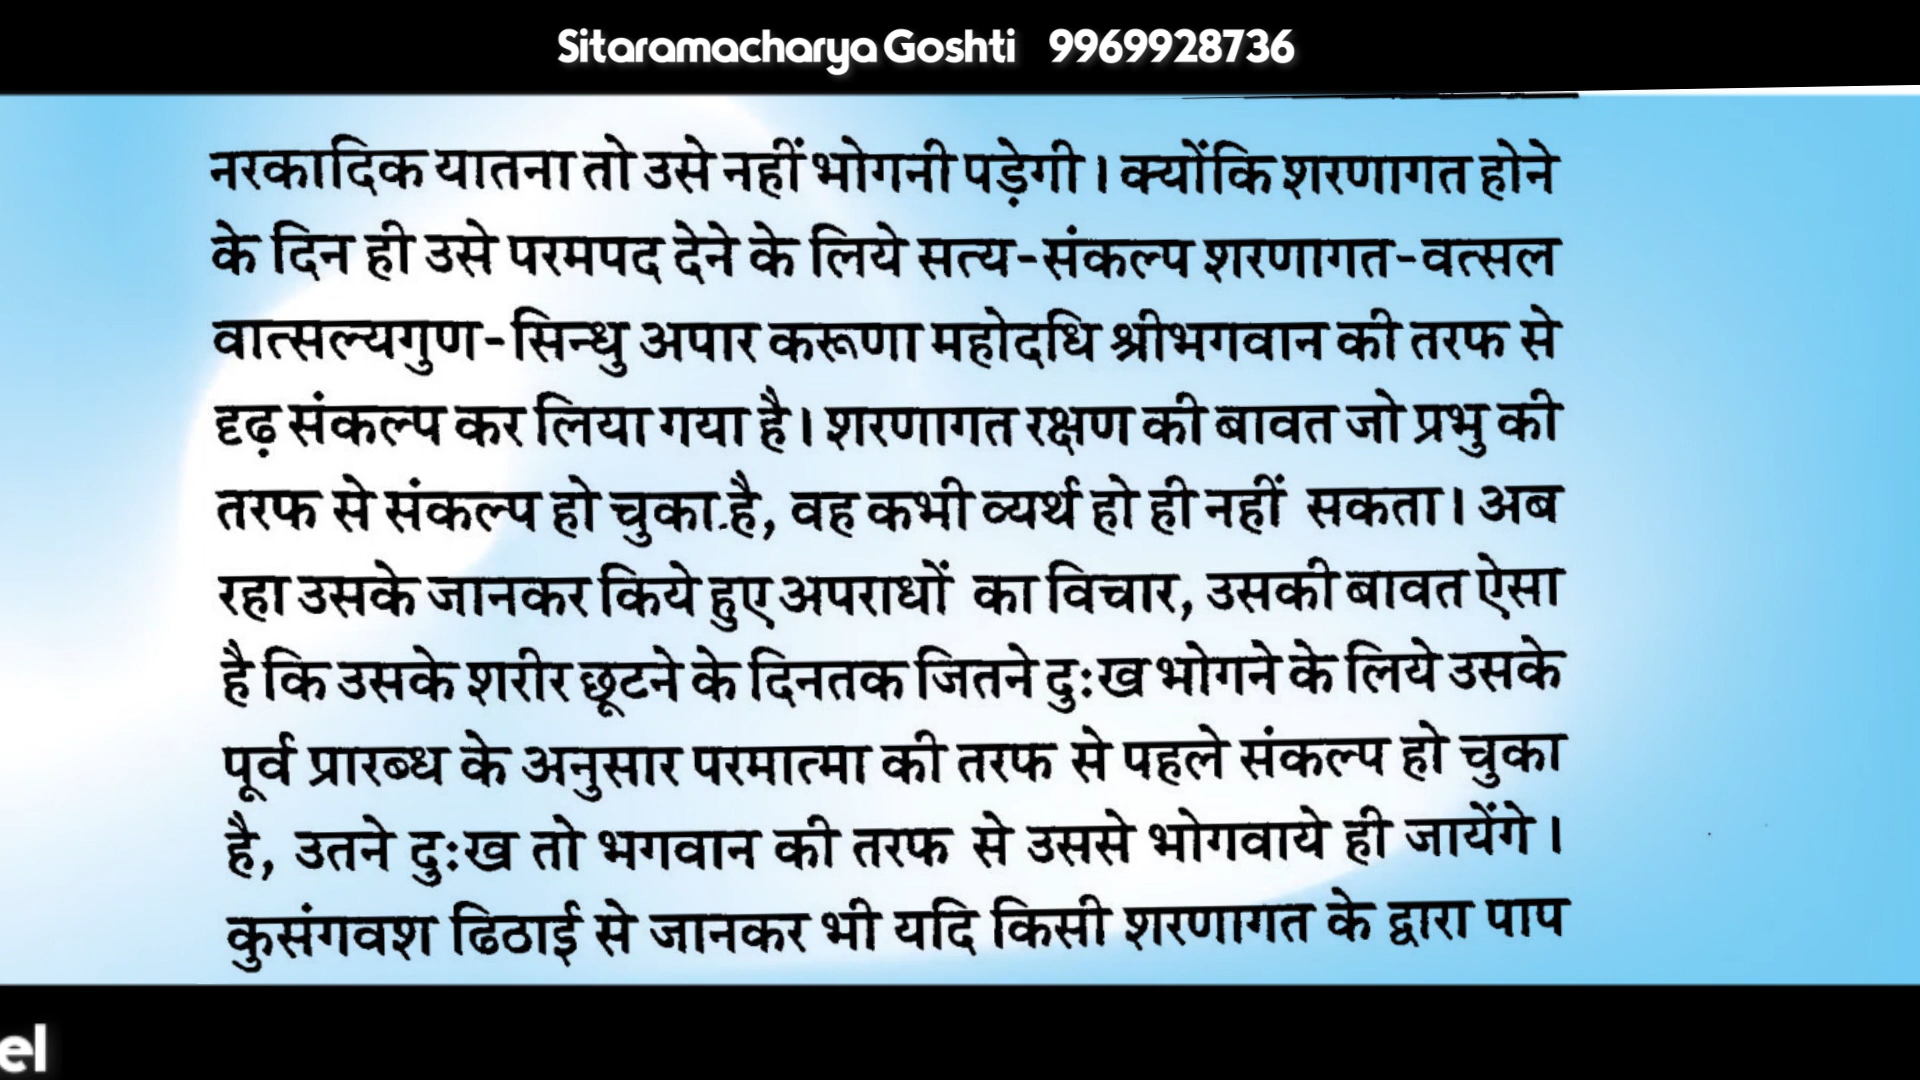 Sitaramacharya Goshti 9969928736
नरकादिक यातना तो उसे नहीं भोगनी पड़ेगी। क्योंकि शरणागत होने
के दिन ही उसे परमपद देने के लिये सत्य-संकल्प शरणागत-वत्सल
वात्सल्यगुण-सिन्धु अपार करूणा महोदधि श्रीभगवान की तरफ से
दृढ़ संकल्प कर लिया गया है। शरणागत रक्षण की बावत जो प्रभु की
तरफ से संकल्प हो चुका है, वह कभी व्यर्थ हो ही नहीं सकता। अब
रहा उसके जानकर किये हुए अपराधों का विचार, उसकी बावत ऐसा
है कि उसके शरीर छूटने के दिनतक जितने दुःख भोगने के लिये उसके
पूर्व प्रारब्ध के अनुसार परमात्मा की तरफ से पहले संकल्प हो चुका
है, उतने दुःख तो भगवान की तरफ से उससे भोगवाये ही जायेंगे।
कुसंगवश ढिठाई से जानकर भी यदि किसी शरणागत के द्वारा पाप
el